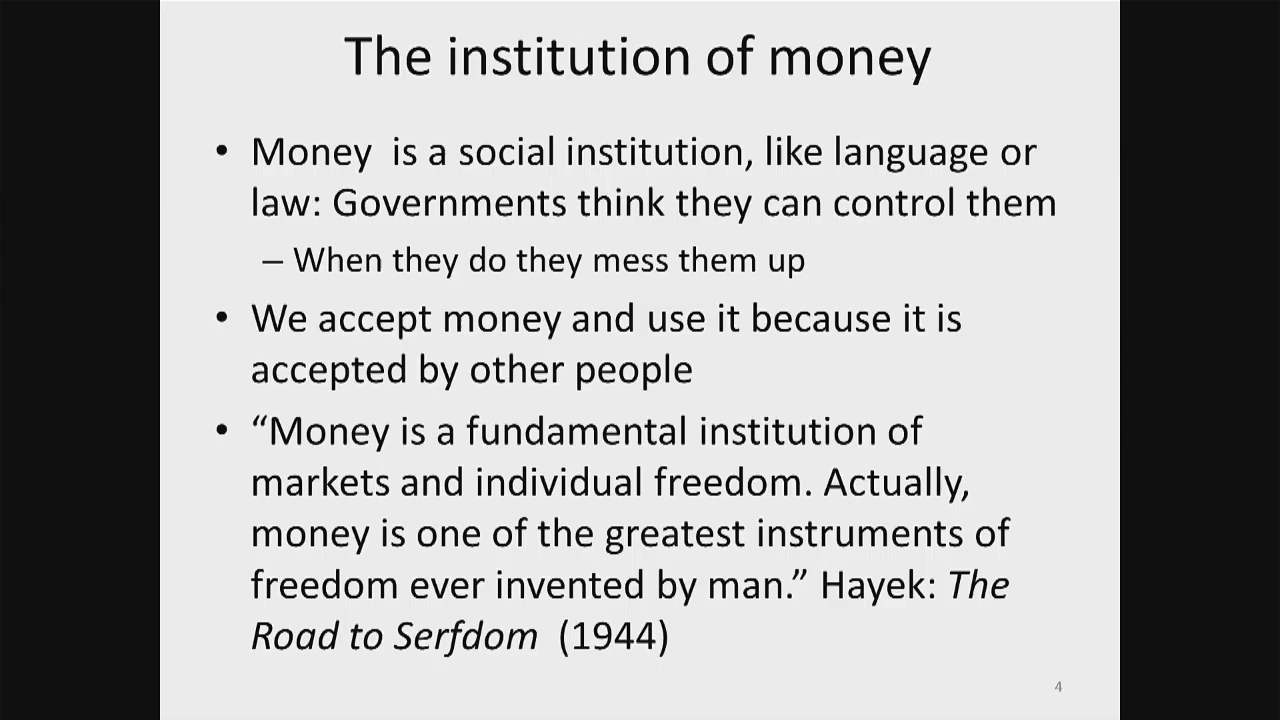 The institution of money
• Money  is a social institution, like language or
law: Governments think they can control them
– When they do they mess them up
• We accept money and use it because it is
accepted by other people
• “Money is a fundamental institution of
markets and individual freedom. Actually,
money is one of the greatest instruments of
freedom ever invented by man.” Hayek: The
Road to Serfdom  (1944)
4